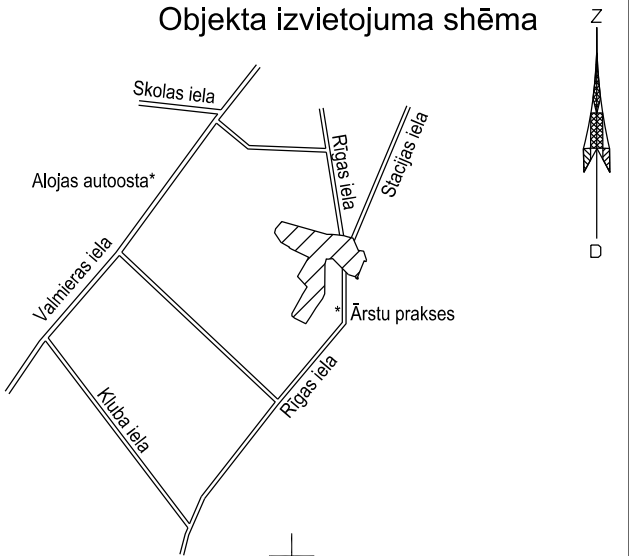 Objekta izvietojuma shēma
Z
Skolas iela
Rīgas iela
Stacijas iela
Alojas autoosta*
Valmieras iela
D
* Ārstu prakses
Rīgas iela
Kluba iela